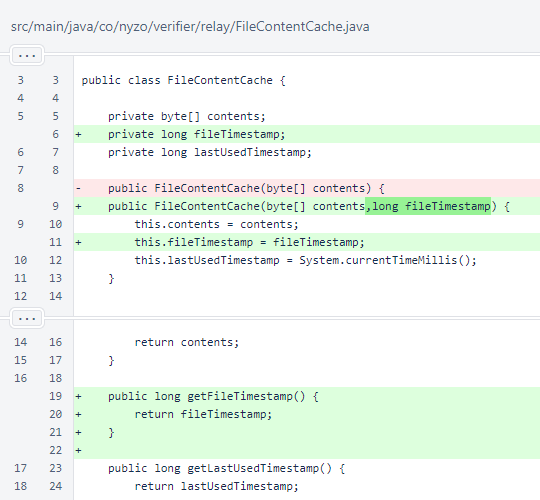 src/main/java/co/nyzo/verifier/relay/FileContentCache.java
...
3 3 public class FileContentCache {
4 4
5 5 private byte[] contents;
6 + private long fileTimestamp;
6 7 private long lastUsedTimestamp;
7 8
8 - public FileContentCache(byte[] contents) {
9 + public FileContentCache(byte[] contents,long fileTimestamp) {
9 10 this.contents = contents;
11 + this.fileTimestamp = fileTimestamp;
10 12 this.lastUsedTimestamp = System.currentTimeMillis();
11 13 }
12 14
...
14 16 return contents;
15 17 }
16 18
19 + public long getFileTimestamp() {
20 + return fileTimestamp;
21 + }
22 +
17 23 public long getLastUsedTimestamp() {
18 24 return lastUsedTimestamp;